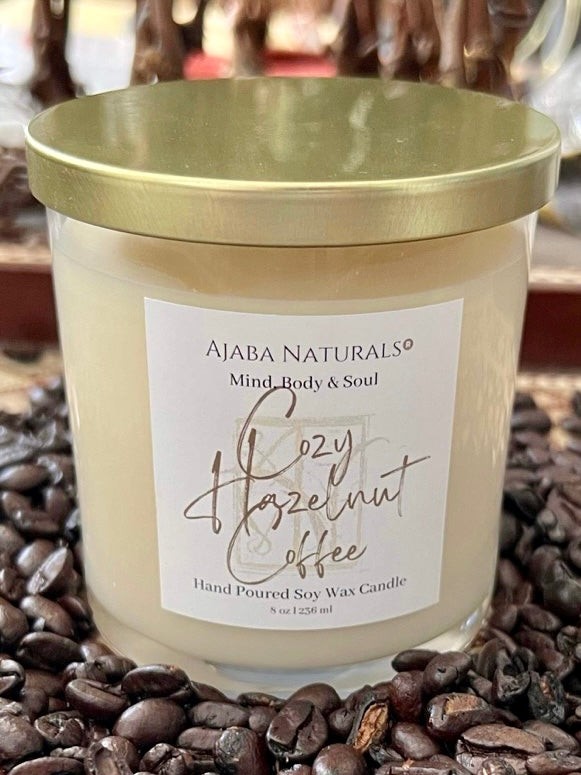 AJABA NATURALS®
Mind, Body & Soul
Cozy
Hazelnut
Coffee
Hand Poured Soy Wax Candle
8 oz | 236 ml